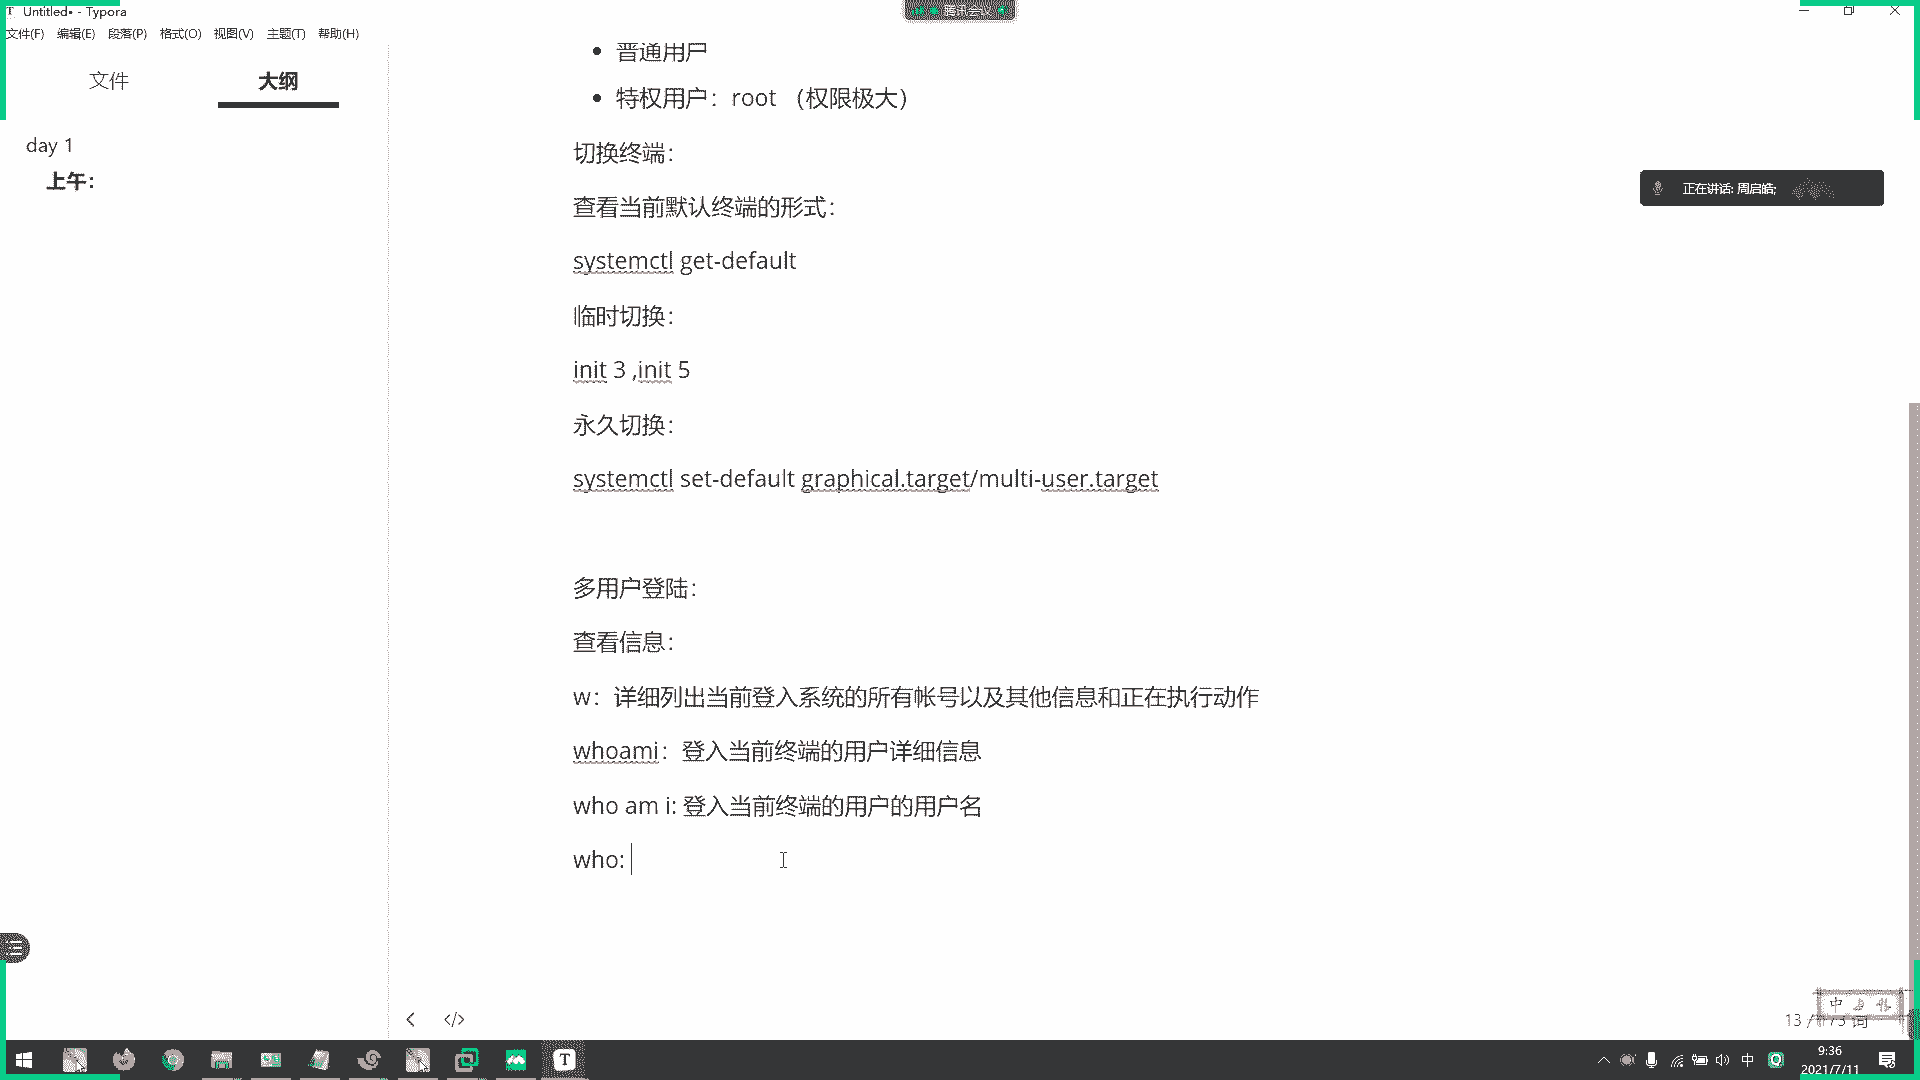 Untitled• - Typora
腾讯会议
文件(F) 编辑(E) 段落(P) 格式(O) 视图(V) 主题(T) 帮助(H)
文件
大纲
day 1
上午：
普通用户
特权用户：root （权限极大）
切换终端：
查看当前默认终端的形式：
systemctl get-default
临时切换：
init 3 ,init 5
永久切换：
systemctl set-default graphical.target/multi-user.target
多用户登陆：
查看信息：
w：详细列出当前登入系统的所有帐号以及其他信息和正在执行动作
whoami：登入当前终端的用户详细信息
who am i: 登入当前终端的用户的用户名
who:
正在讲话: 周启皓;
中
13 / 173 词
中
9:36
2021/7/11